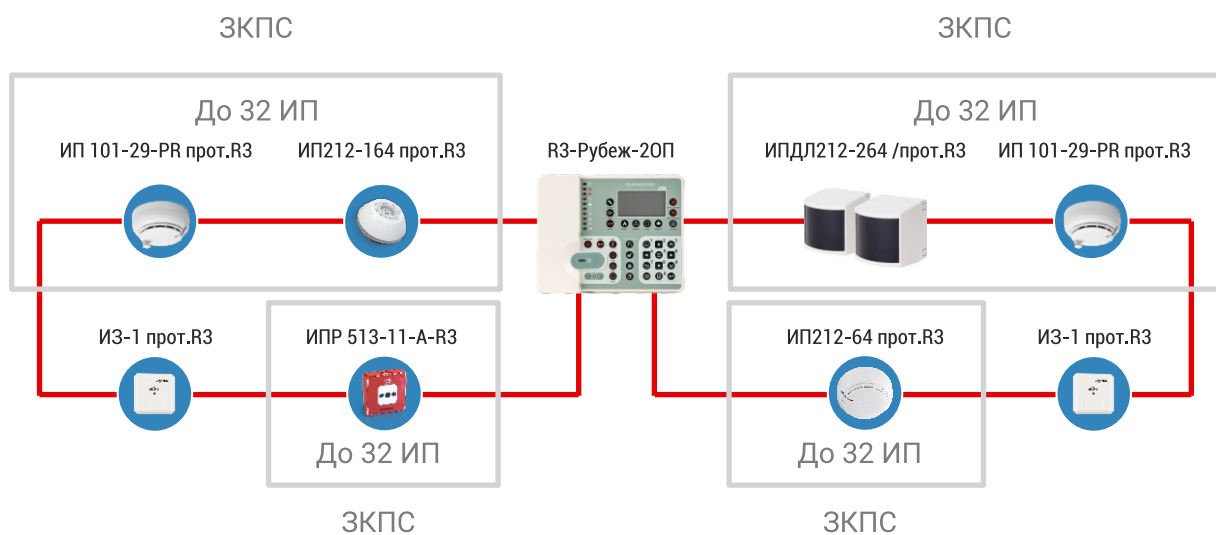 ЗКПС
ЗКПС
До 32 ИП
До 32 ИП
ИП 101-29-PR прот.R3
ИП212-164 прот.R3
R3-Рубеж-2ОП
ИПДЛ212-264 /прот.R3
ИП 101-29-PR прот.R3
ИЗ-1 прот.R3
ИПР 513-11-А-R3
ИП212-64 прот.R3
ИЗ-1 прот.R3
До 32 ИП
До 32 ИП
ЗКПС
ЗКПС